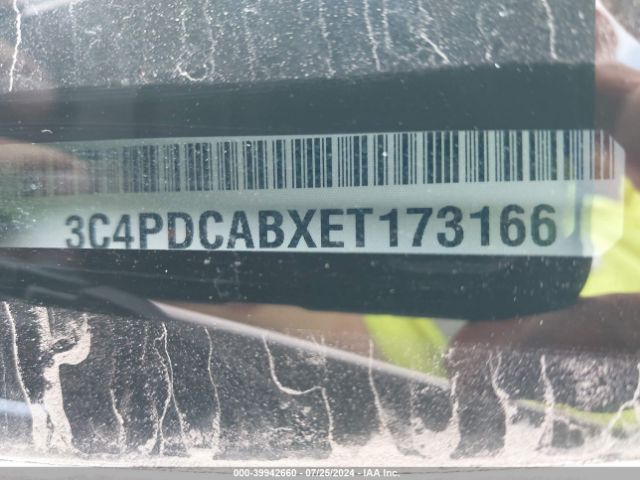 3C4PDCABXET173166
000-39942660 - 07/25/2024 - IAA Inc.